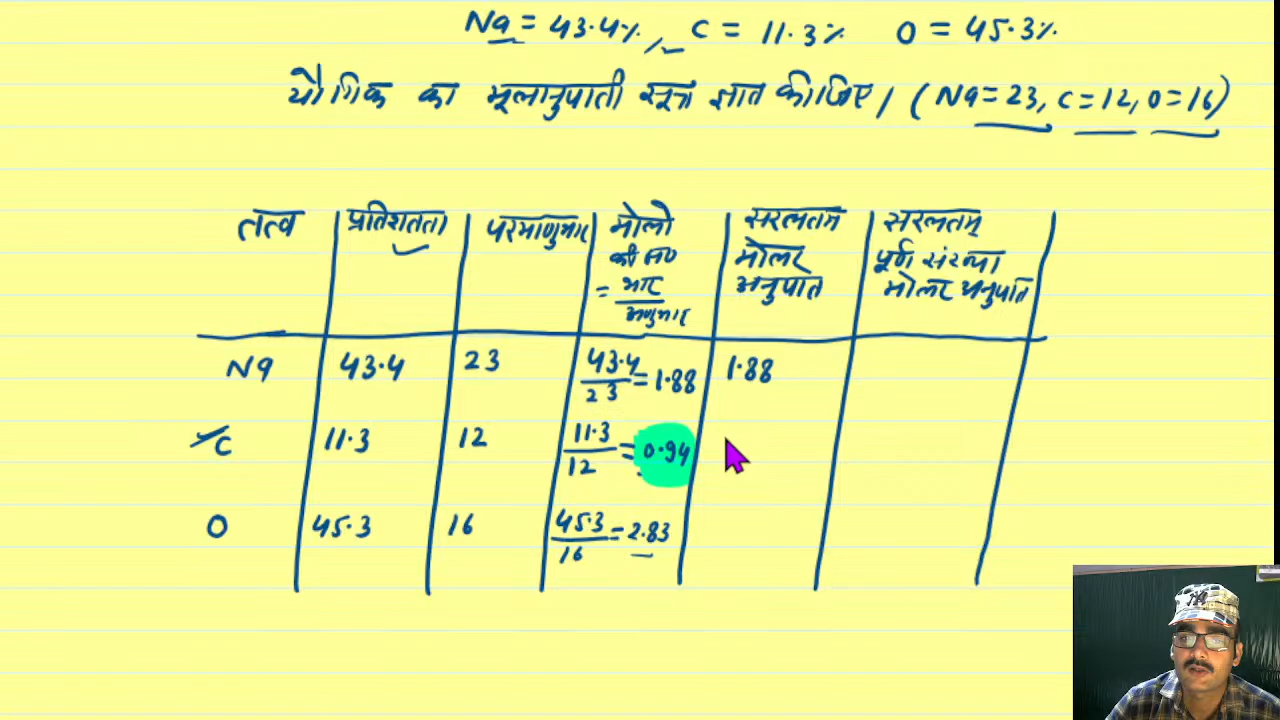 Na = 43.4%, C = 11.3% O = 45.3%
यौगिक का मूलानुपाती सूत्र ज्ञात कीजिए। (Na=23, C=12, O=16)
तत्व प्रतिशतता परमाणुभार मोलो की सं० = भार/अणुभार सरलतम मोलर अनुपात सरलतम् पूर्ण संख्या मोलर अनुपात
Na 43.4 23 43.4/23 = 1.88 1.88
C 11.3 12 11.3/12 = 0.94
O 45.3 16 45.3/16 = 2.83